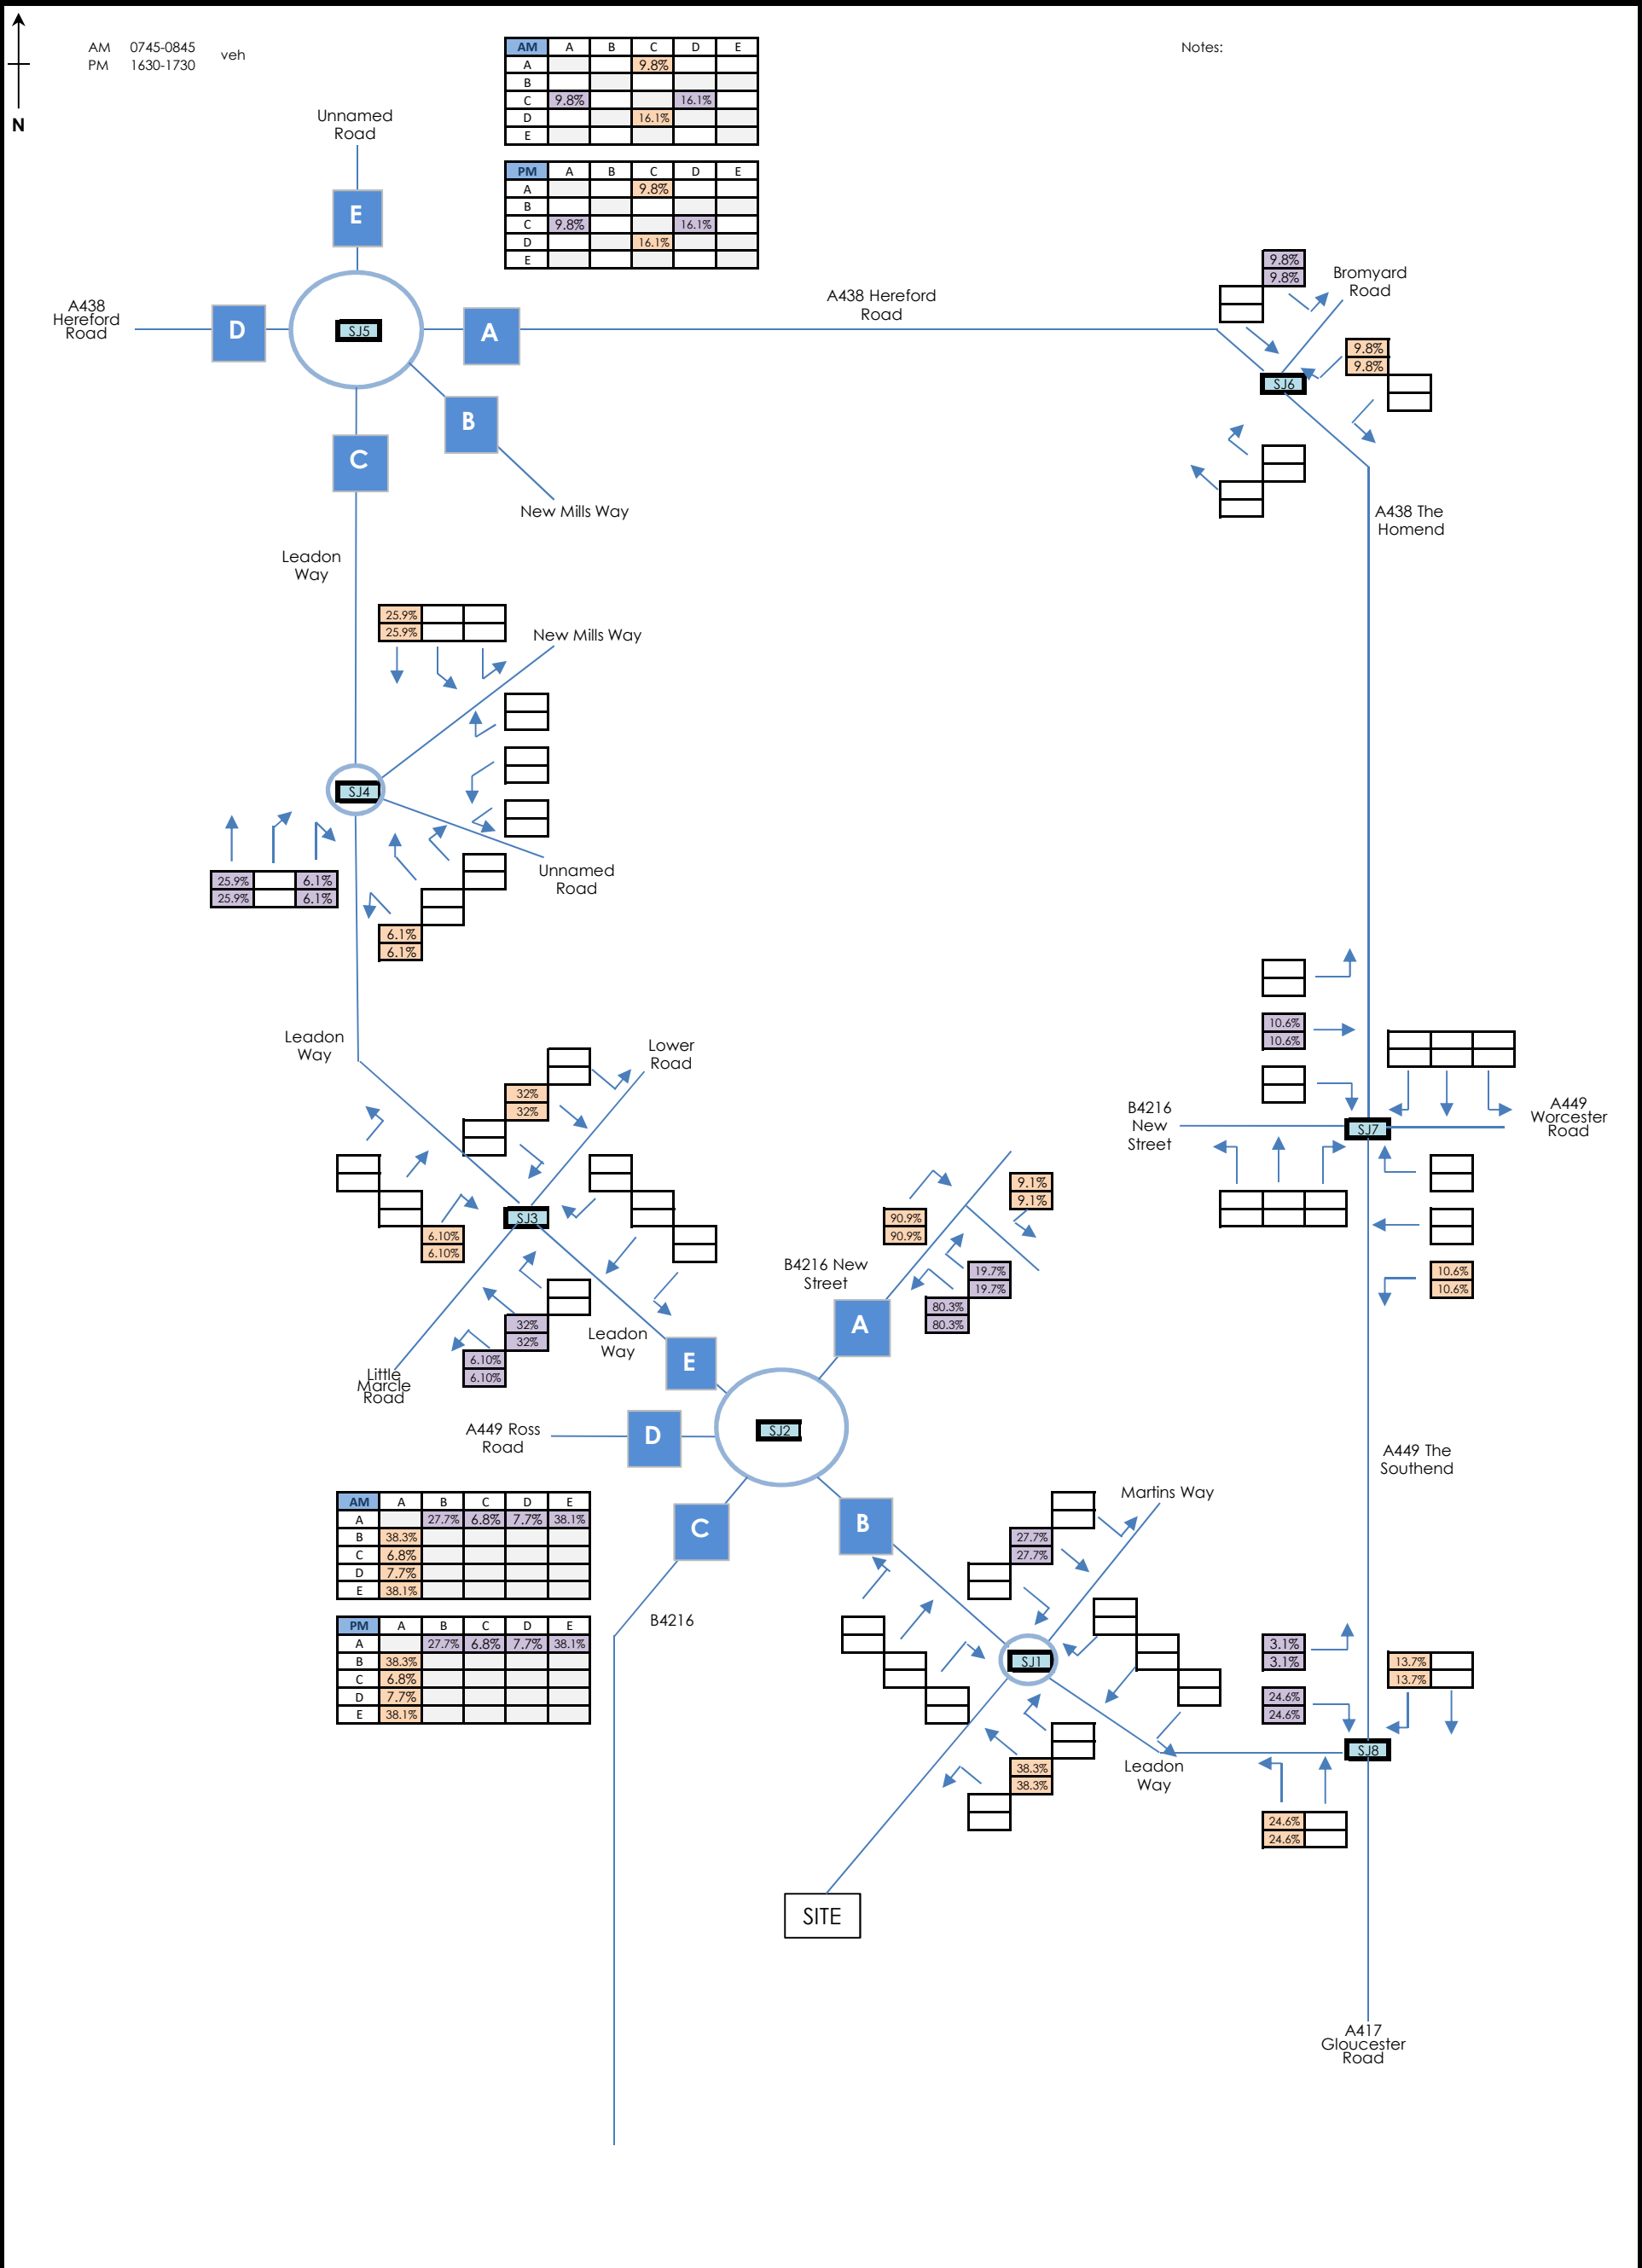 AM 0745-0845
veh
PM 1630-1730
N
Notes:
AM A B C D E
A 9.8%
B
C 9.8% 16.1%
D 16.1%
E
PM A B C D E
A 9.8%
B
C 9.8% 16.1%
D 16.1%
E
Unnamed
Road
E
A438
Hereford
Road
D
SJ5
A
B
C
New Mills Way
A438 Hereford
Road
9.8%
9.8%
Bromyard
Road
9.8%
9.8%
SJ6
A438 The
Homend
Leadon
Way
25.9%
25.9%
New Mills Way
SJ4
Unnamed
Road
25.9% 6.1%
25.9% 6.1%
6.1%
6.1%
Leadon
Way
Lower
Road
32%
32%
6.10%
6.10%
SJ3
32%
32%
6.10%
6.10%
Little
Marcle
Road
Leadon
Way
10.6%
10.6%
B4216
New
Street
SJ7
A449
Worcester
Road
10.6%
10.6%
9.1%
9.1%
90.9%
90.9%
B4216 New
Street
19.7%
19.7%
80.3%
80.3%
A
E
A449 Ross
Road
D
SJ2
C
B
A449 The
Southend
AM A B C D E
A 27.7% 6.8% 7.7% 38.1%
B 38.3%
C 6.8%
D 7.7%
E 38.1%
PM A B C D E
A 27.7% 6.8% 7.7% 38.1%
B 38.3%
C 6.8%
D 7.7%
E 38.1%
B4216
Martins Way
27.7%
27.7%
SJ1
38.3%
38.3%
Leadon
Way
3.1%
3.1%
24.6%
24.6%
13.7%
13.7%
SJ8
24.6%
24.6%
SITE
A417
Gloucester
Road